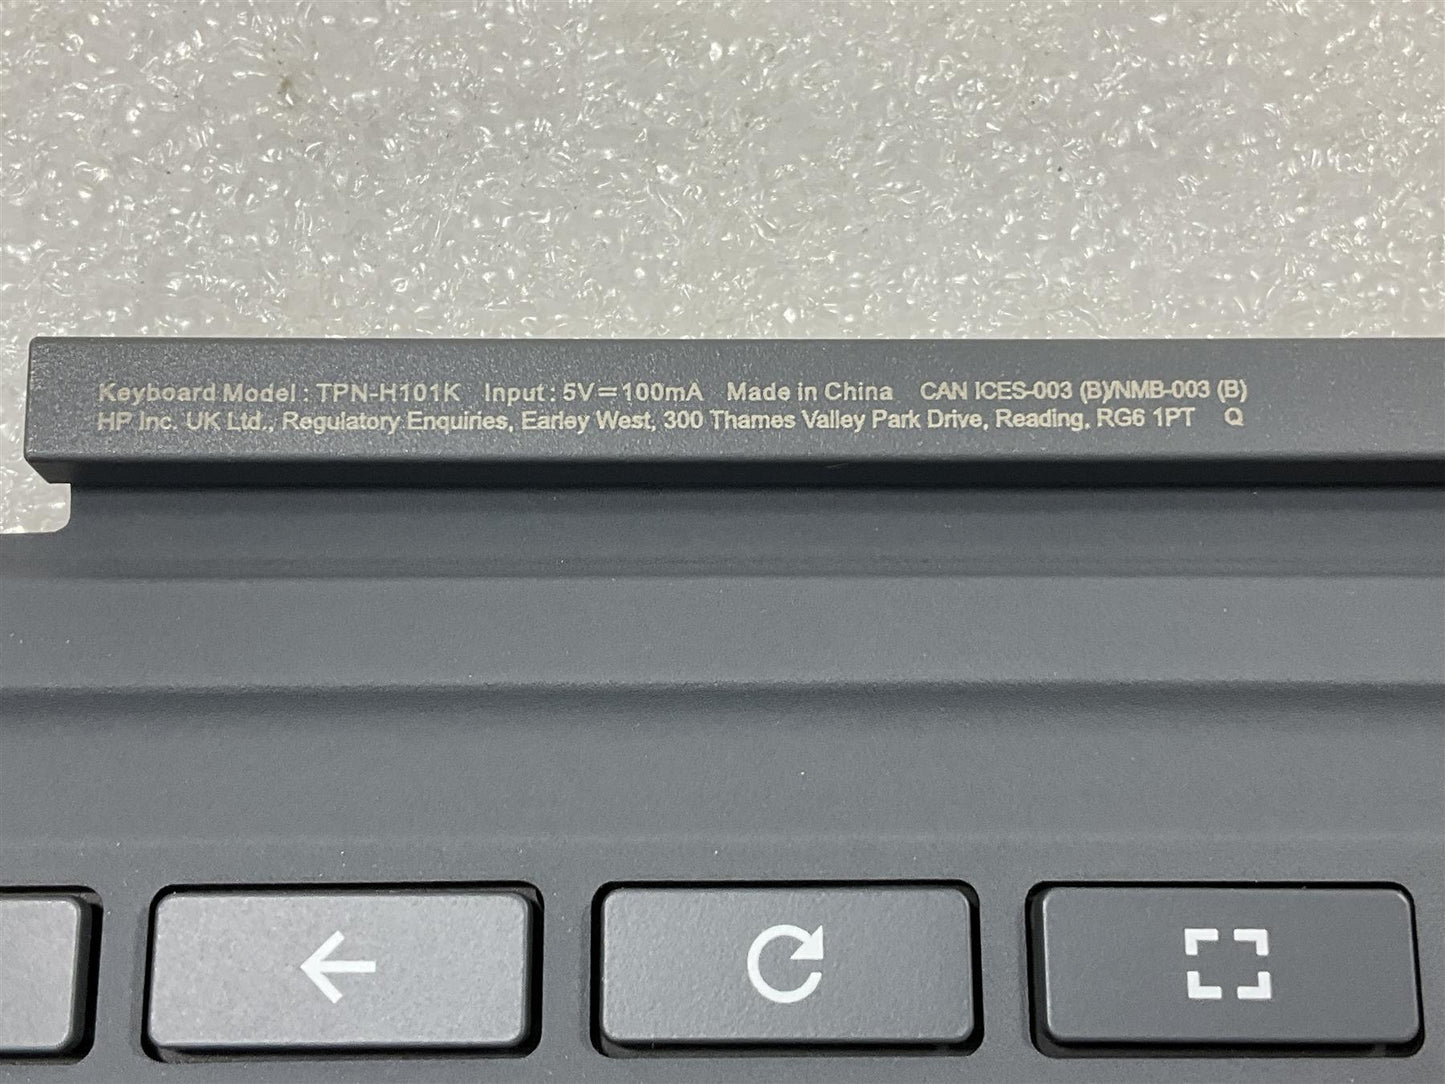 Keyboard Model : TPN-H101K Input : 5V⎓100mA Made in China CAN ICES-003 (B)/NMB-003 (B)
HP Inc. UK Ltd., Regulatory Enquiries, Earley West, 300 Thames Valley Park Drive, Reading, RG6 1PT Q